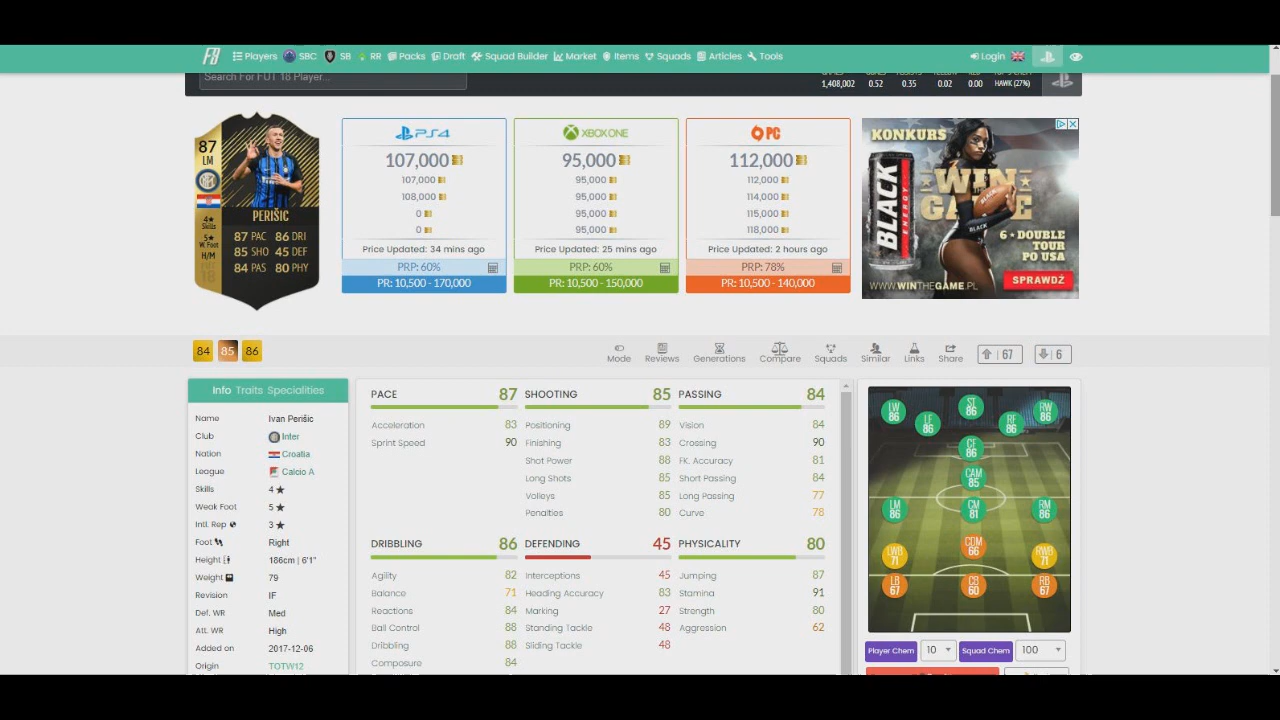 Players SBC SB RR Packs Draft Squad Builder Market Items Squads Articles Tools Login
Search For FUT 18 Player...
1,408,002 0.52 0.35 0.02 0.00 HAWK (27%)
87
LM
4★
Skills
5★
W. Foot
H/M
PERIŠIC
87 PAC 86 DRI
85 SHO 45 DEF
84 PAS 80 PHY
PS4
107,000
107,000
108,000
0
0
Price Updated: 34 mins ago
PRP: 60%
PR: 10,500 - 170,000
XBOX ONE
95,000
95,000
95,000
95,000
95,000
Price Updated: 25 mins ago
PRP: 60%
PR: 10,500 - 150,000
PC
112,000
112,000
114,000
115,000
118,000
Price Updated: 2 hours ago
PRP: 78%
PR: 10,500 - 140,000
KONKURS
WIN
GAME
BLACK
ENERGY
6 ★ DOUBLE
TOUR
PO USA
SPRAWDŹ
WWW.WINTHEGAME.PL
84 85 86
Mode Reviews Generations Compare Squads Similar Links Share 67 6
Info Traits Specialities
Name Ivan Perišic
Club Inter
Nation Croatia
League Calcio A
Skills 4★
Weak Foot 5★
Intl. Rep 3★
Foot Right
Height 186cm | 6'1"
Weight 79
Revision IF
Def. WR Med
Att. WR High
Added on 2017-12-06
Origin TOTW12
PACE 87
Acceleration 83
Sprint Speed 90
SHOOTING 85
Positioning 89
Finishing 83
Shot Power 88
Long Shots 85
Volleys 85
Penalties 80
PASSING 84
Vision 84
Crossing 90
FK. Accuracy 81
Short Passing 84
Long Passing 77
Curve 78
DRIBBLING 86
Agility 82
Balance 71
Reactions 84
Ball Control 88
Dribbling 88
Composure 84
DEFENDING 45
Interceptions 45
Heading Accuracy 83
Marking 27
Standing Tackle 48
Sliding Tackle 48
PHYSICALITY 80
Jumping 87
Stamina 91
Strength 80
Aggression 62
LW 86
LF 86
ST 86
RF 86
RW 86
CF 86
CAM 85
LM 86
CM 81
RM 86
LWB 71
CDM 66
RWB 71
LB 67
CB 60
RB 67
Player Chem 10 Squad Chem 100